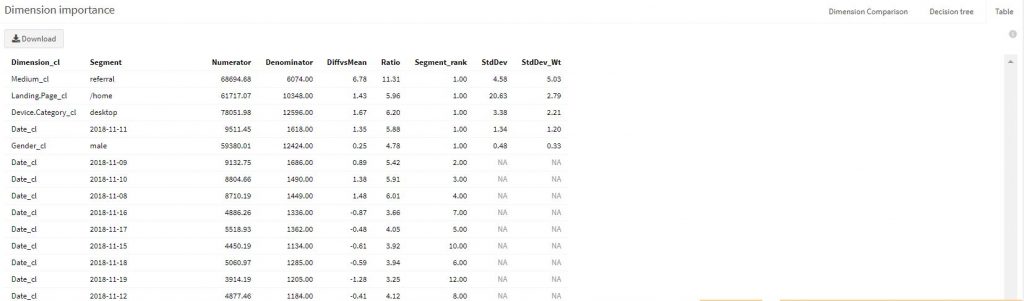 Dimension importance Dimension Comparison Decision tree Table
Download
Dimension_cl Segment Numerator Denominator DiffvsMean Ratio Segment_rank StdDev StdDev_Wt
Medium_cl referral 68694.68 6074.00 6.78 11.31 1.00 4.58 5.03
Landing.Page_cl /home 61717.07 10348.00 1.43 5.96 1.00 20.63 2.79
Device.Category_cl desktop 78051.98 12596.00 1.67 6.20 1.00 3.38 2.21
Date_cl 2018-11-11 9511.45 1618.00 1.35 5.88 1.00 1.34 1.20
Gender_cl male 59380.01 12424.00 0.25 4.78 1.00 0.48 0.33
Date_cl 2018-11-09 9132.75 1686.00 0.89 5.42 2.00 NA NA
Date_cl 2018-11-10 8804.66 1490.00 1.38 5.91 3.00 NA NA
Date_cl 2018-11-08 8710.19 1449.00 1.48 6.01 4.00 NA NA
Date_cl 2018-11-16 4886.26 1336.00 -0.87 3.66 7.00 NA NA
Date_cl 2018-11-17 5518.93 1362.00 -0.48 4.05 5.00 NA NA
Date_cl 2018-11-15 4450.19 1134.00 -0.61 3.92 10.00 NA NA
Date_cl 2018-11-18 5060.97 1285.00 -0.59 3.94 6.00 NA NA
Date_cl 2018-11-19 3914.19 1205.00 -1.28 3.25 12.00 NA NA
Date_cl 2018-11-12 4877.46 1184.00 -0.41 4.12 8.00 NA NA